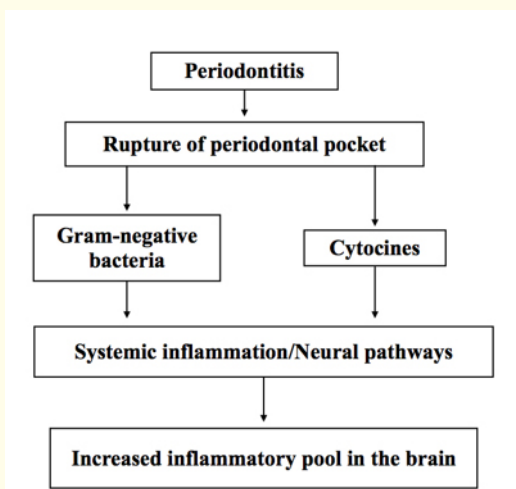 Periodontitis
Rupture of periodontal pocket
Gram-negative
bacteria
Cytocines
Systemic inflammation/Neural pathways
Increased inflammatory pool in the brain